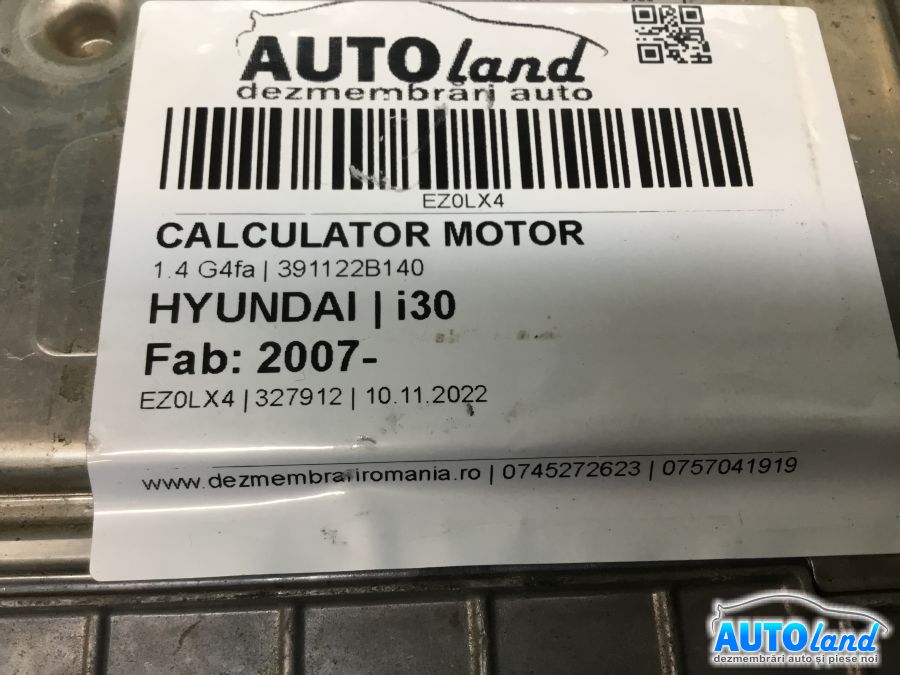 AUTOland
dezmembrări auto
EZ0LX4
CALCULATOR MOTOR
1.4 G4fa | 391122B140
HYUNDAI | i30
Fab: 2007-
EZ0LX4 | 327912 | 10.11.2022
www.dezmembrariromania.ro | 0745272623 | 0757041919
AUTOland
dezmembrări auto și piese noi